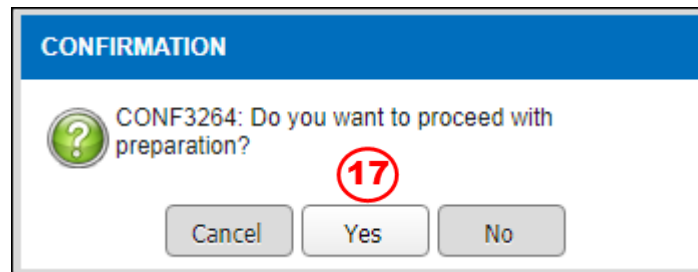 CONFIRMATION
CONF3264: Do you want to proceed with
preparation?
17
Cancel Yes No